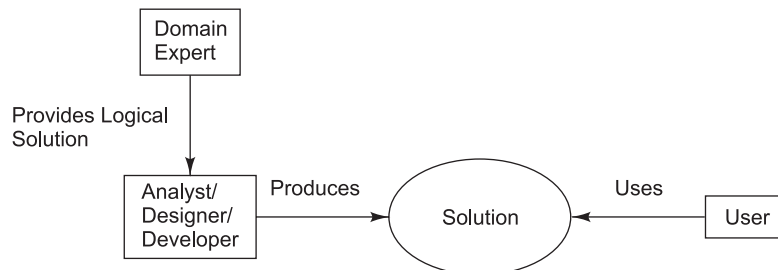 Domain
Expert
Provides Logical
Solution
Analyst/
Designer/
Developer
Produces
Solution
Uses
User